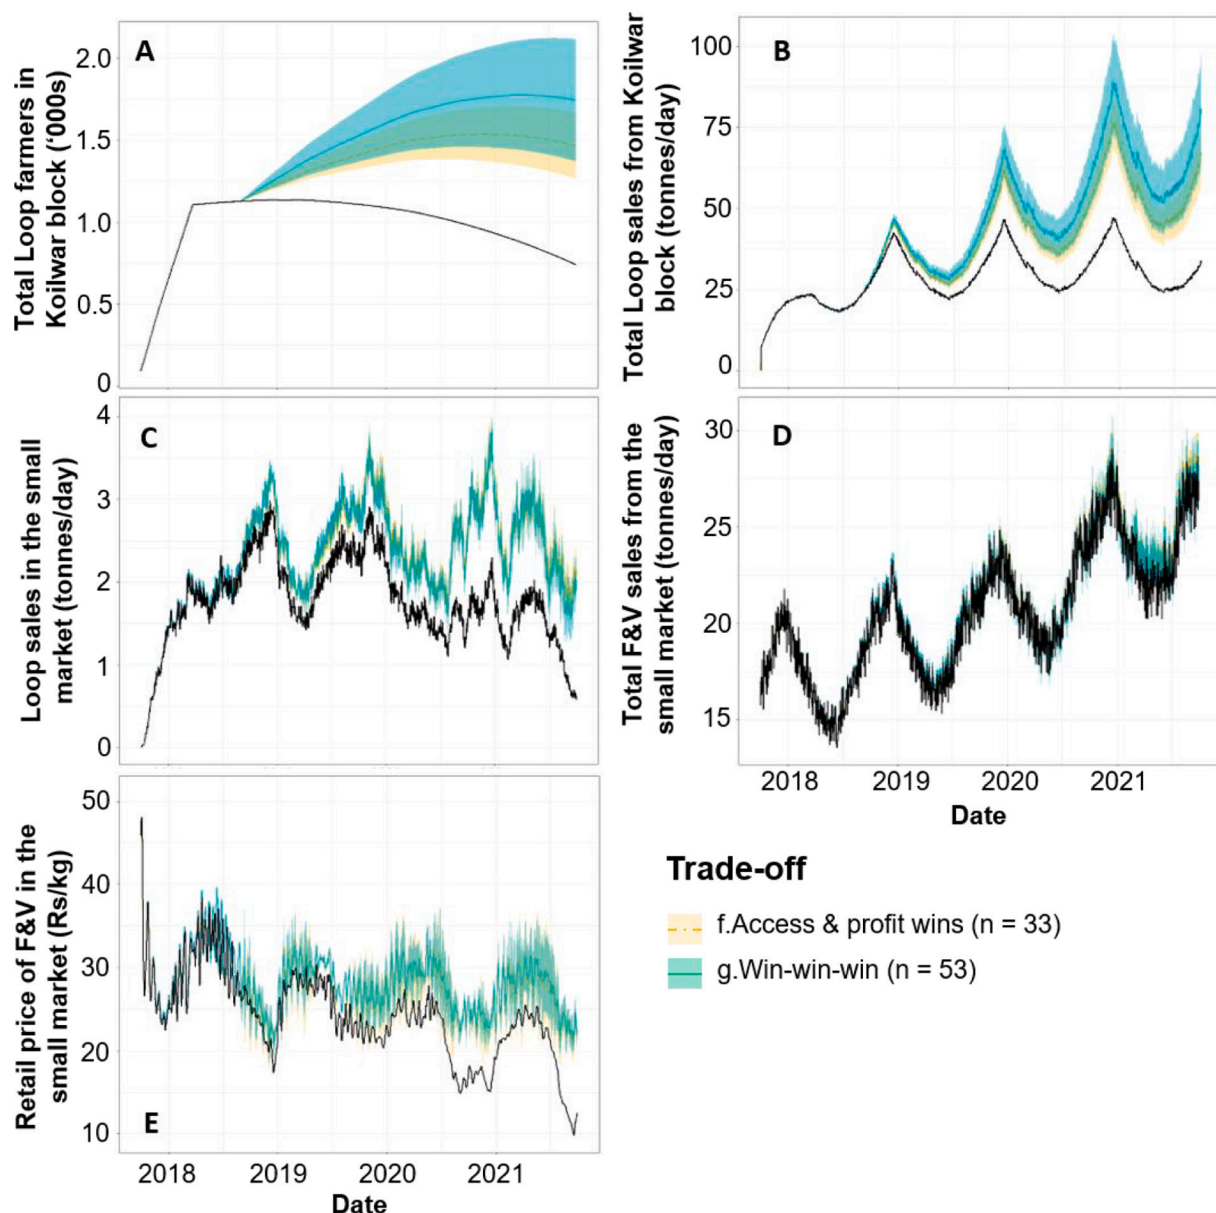 Total Loop farmers in
Koilwar block ('000s)
2.0
1.5
1.0
0.5
0
A
Total Loop sales from Koilwar
block (tonnes/day)
100
75
50
25
0
B
Loop sales in the small
market (tonnes/day)
4
3
2
1
0
C
Total F&V sales from the
small market (tonnes/day)
30
25
20
15
D
2018 2019 2020 2021
Date
Retail price of F&V in the
small market (Rs/kg)
50
40
30
20
10
E
2018 2019 2020 2021
Date
Trade-off
f.Access & profit wins (n = 33)
g.Win-win-win (n = 53)